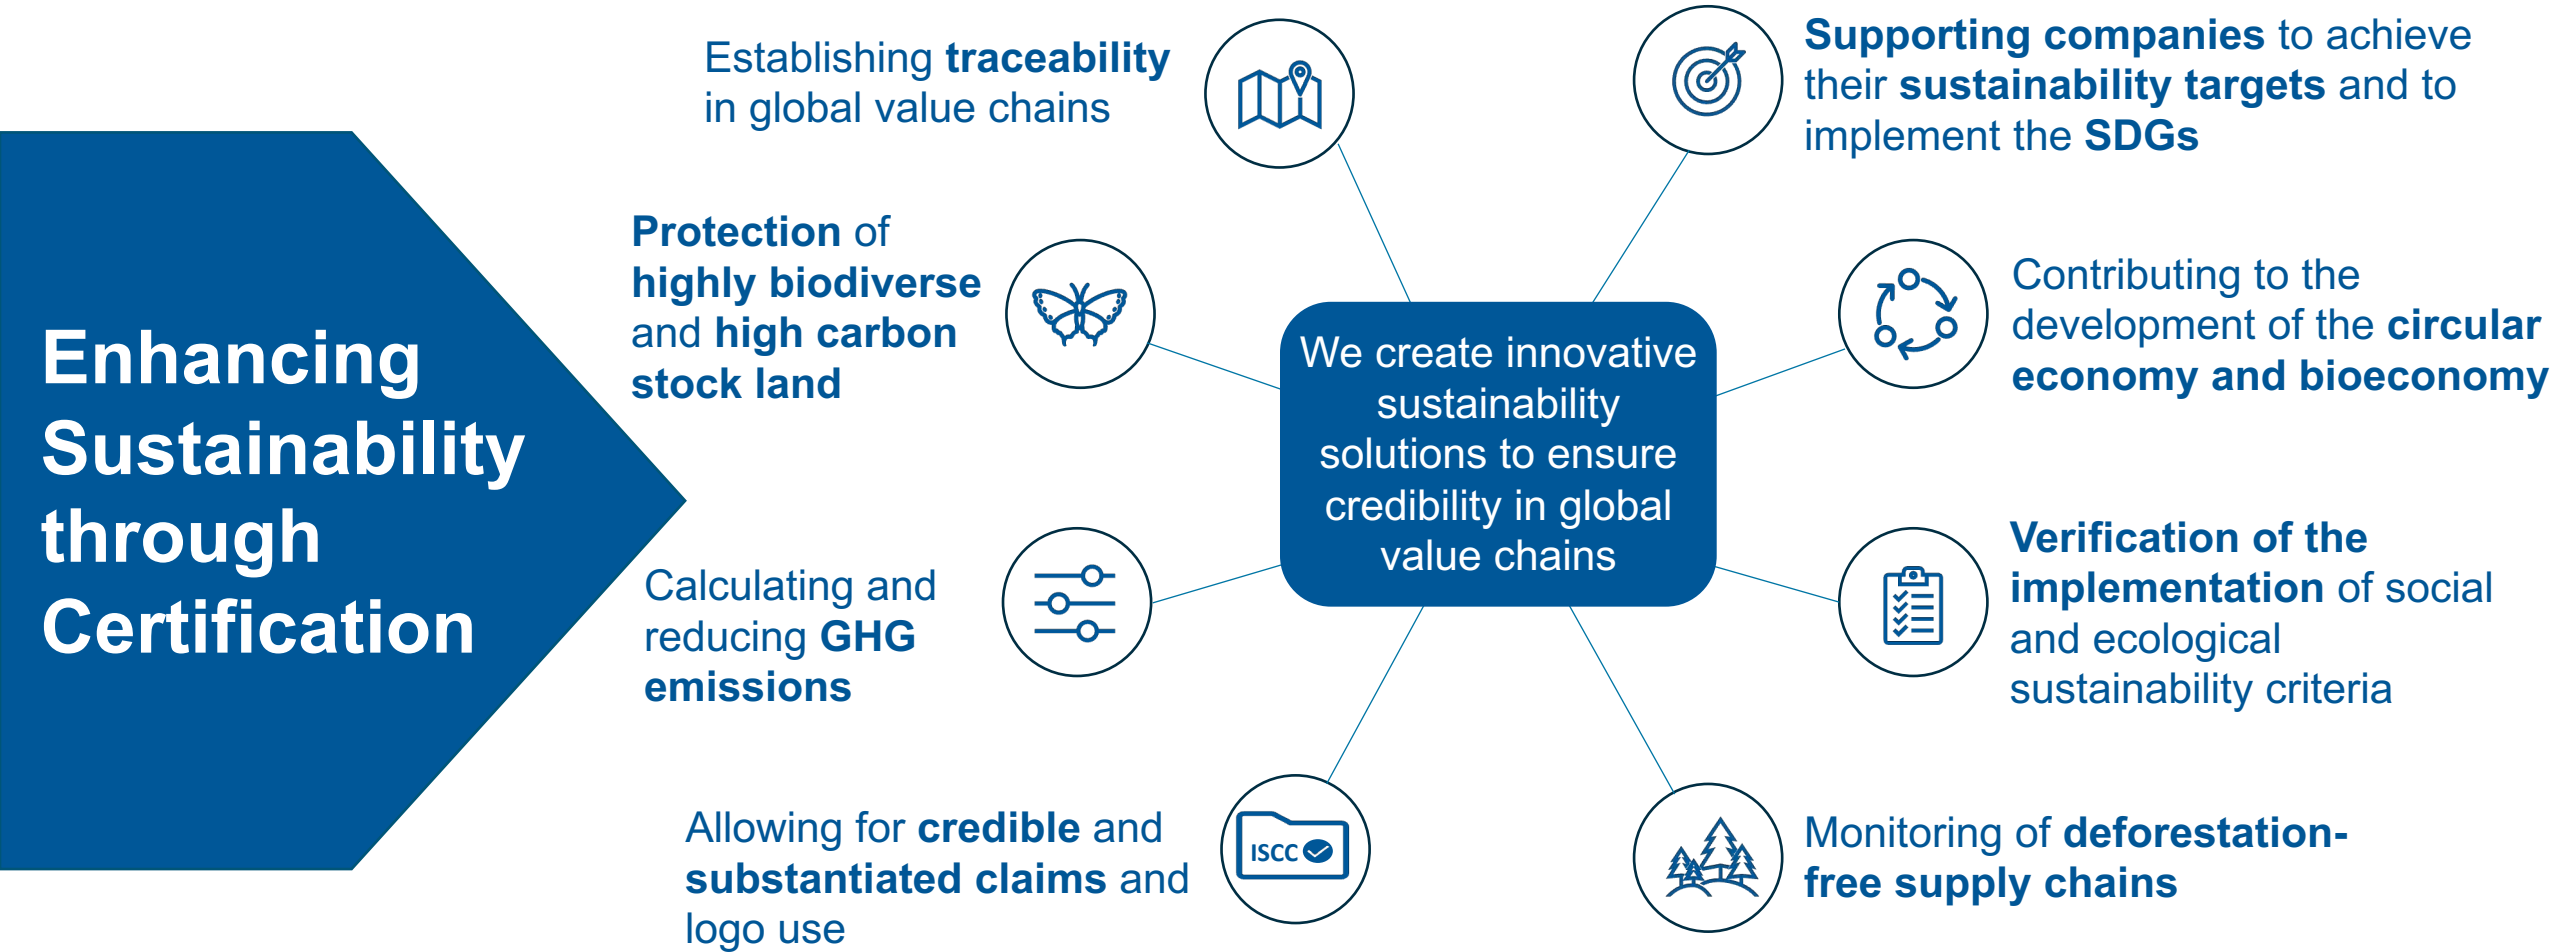 Enhancing
Sustainability
through
Certification
Establishing traceability
in global value chains
Protection of
highly biodiverse
and high carbon
stock land
Calculating and
reducing GHG
emissions
Allowing for credible and
substantiated claims and
logo use
ISCC
We create innovative
sustainability
solutions to ensure
credibility in global
value chains
Supporting companies to achieve
their sustainability targets and to
implement the SDGs
Contributing to the
development of the circular
economy and bioeconomy
Verification of the
implementation of social
and ecological
sustainability criteria
Monitoring of deforestation-
free supply chains